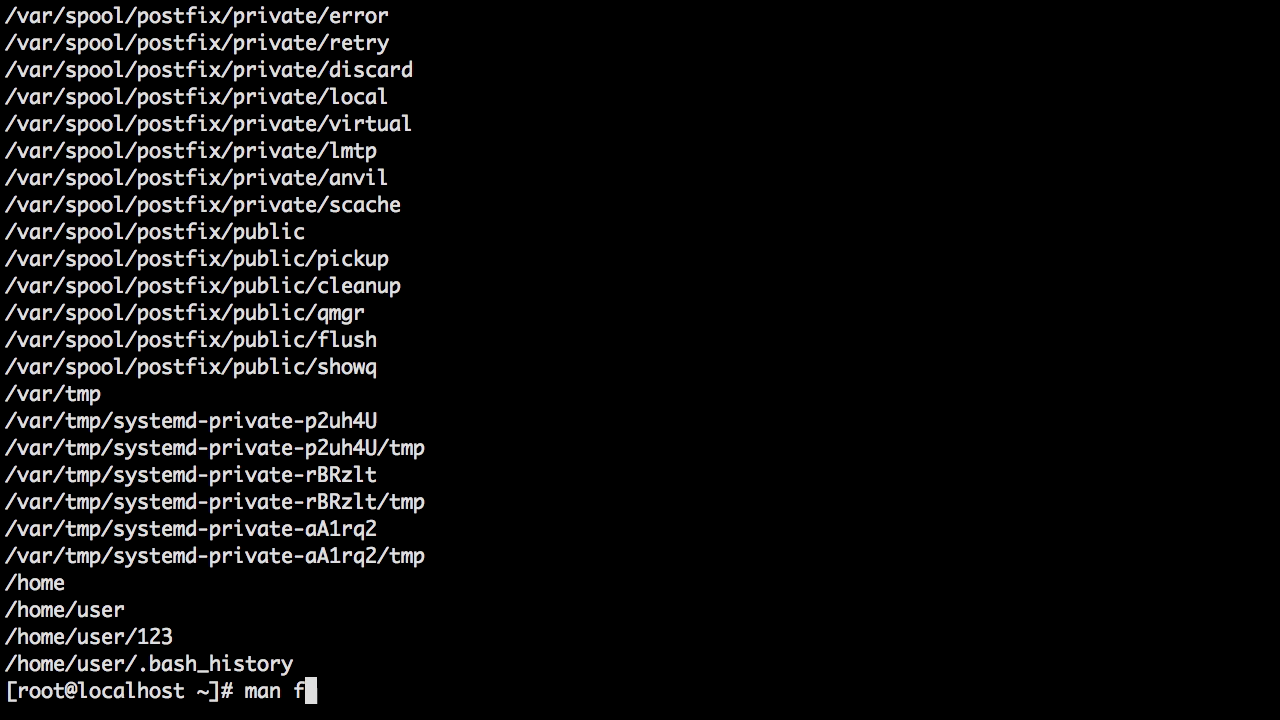 /var/spool/postfix/private/error
/var/spool/postfix/private/retry
/var/spool/postfix/private/discard
/var/spool/postfix/private/local
/var/spool/postfix/private/virtual
/var/spool/postfix/private/lmtp
/var/spool/postfix/private/anvil
/var/spool/postfix/private/scache
/var/spool/postfix/public
/var/spool/postfix/public/pickup
/var/spool/postfix/public/cleanup
/var/spool/postfix/public/qmgr
/var/spool/postfix/public/flush
/var/spool/postfix/public/showq
/var/tmp
/var/tmp/systemd-private-p2uh4U
/var/tmp/systemd-private-p2uh4U/tmp
/var/tmp/systemd-private-rBRzlt
/var/tmp/systemd-private-rBRzlt/tmp
/var/tmp/systemd-private-aA1rq2
/var/tmp/systemd-private-aA1rq2/tmp
/home
/home/user
/home/user/123
/home/user/.bash_history
[root@localhost ~]# man f